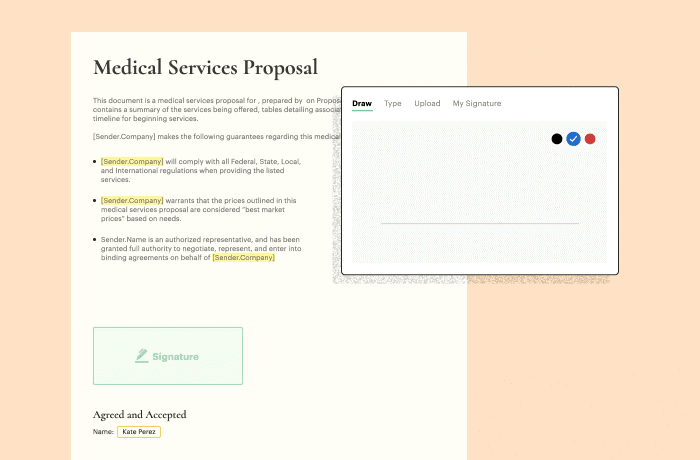 Medical Services Proposal
This document is a medical services proposal for , prepared by on Propos
contains a summary of the services being offered, tables detailing associat
timeline for beginning services.
[Sender.Company] makes the following guarantees regarding this medical
[Sender.Company] will comply with all Federal, State, Local,
and International regulations when providing the listed
services.
[Sender.Company] warrants that the prices outlined in this
medical services proposal are considered "best market
prices" based on needs.
Sender.Name is an authorized representative, and has been
granted full authority to negotiate, represent, and enter into
binding agreements on behalf of [Sender.Company]
Draw Type Upload My Signature
Signature
Agreed and Accepted
Name: Kate Perez